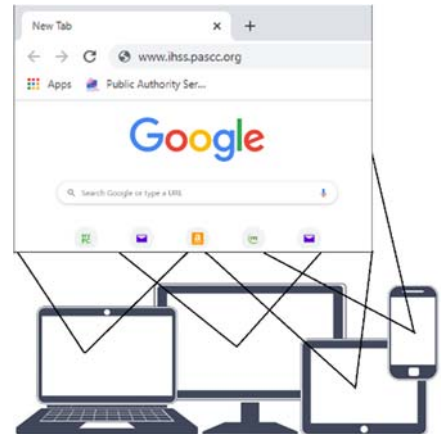 New Tab × +
www.ihss.pascc.org
Apps Public Authority Ser...
Google
Search Google or type a URL
a